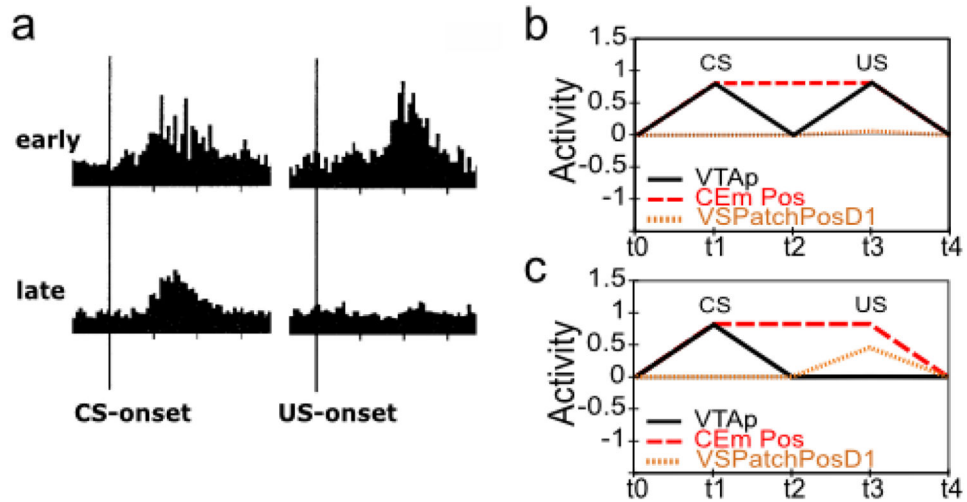 a
early
late
CS-onset
US-onset
b
1.5
1
0.5
0
-0.5
-1
Activity
CS
US
VTAp
CEm Pos
VSPatchPosD1
t0 t1 t2 t3 t4
c
1.5
1
0.5
0
-0.5
-1
Activity
CS
US
VTAp
CEm Pos
VSPatchPosD1
t0 t1 t2 t3 t4